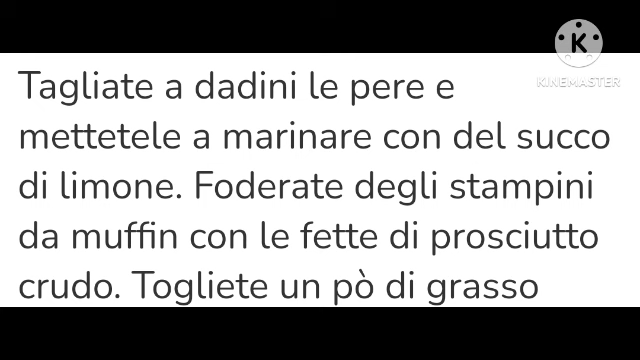 K
KINEMASTER
Tagliate a dadini le pere e
mettetele a marinare con del succo
di limone. Foderate degli stampini
da muffin con le fette di prosciutto
crudo. Togliete un pò di grasso